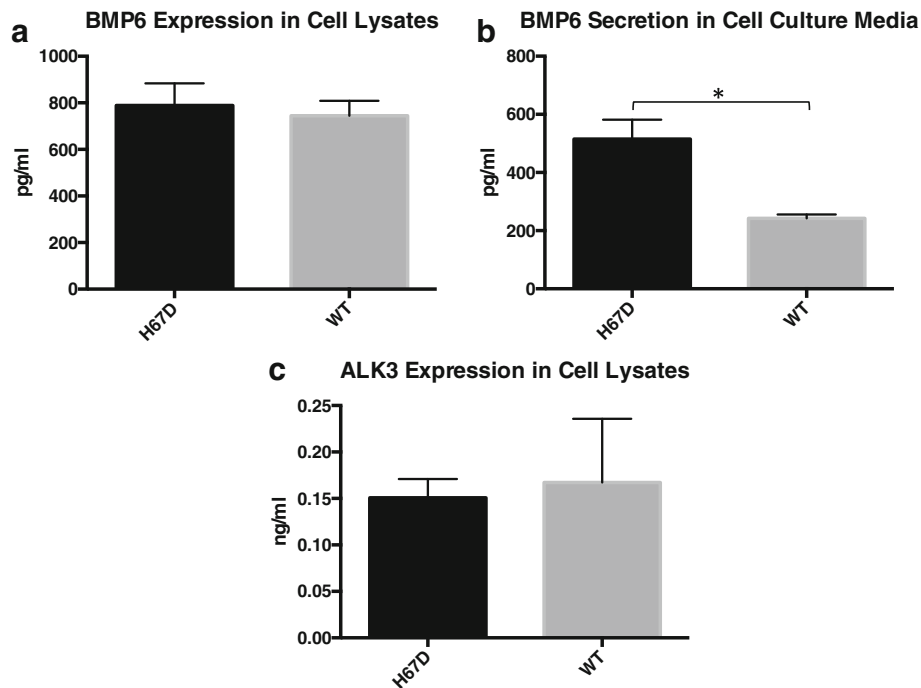 a BMP6 Expression in Cell Lysates
1000
800
600
400
200
0
pg/ml
H67D
WT
b BMP6 Secretion in Cell Culture Media
800
600
400
200
0
pg/ml
*
H67D
WT
c ALK3 Expression in Cell Lysates
0.25
0.20
0.15
0.10
0.05
0.00
ng/ml
H67D
WT